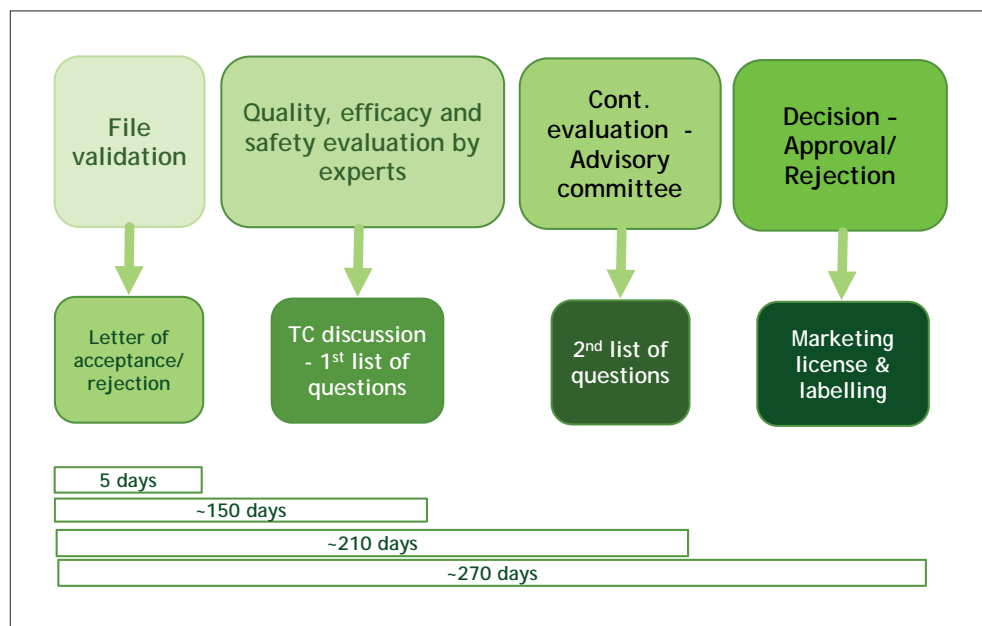 File
validation
Quality, efficacy and
safety evaluation by
experts
Cont.
evaluation -
Advisory
committee
Decision –
Approval/
Rejection
Letter of
acceptance/
rejection
TC discussion
- 1st list of
questions
2nd list of
questions
Marketing
license &
labelling
5 days
~150 days
~210 days
~270 days